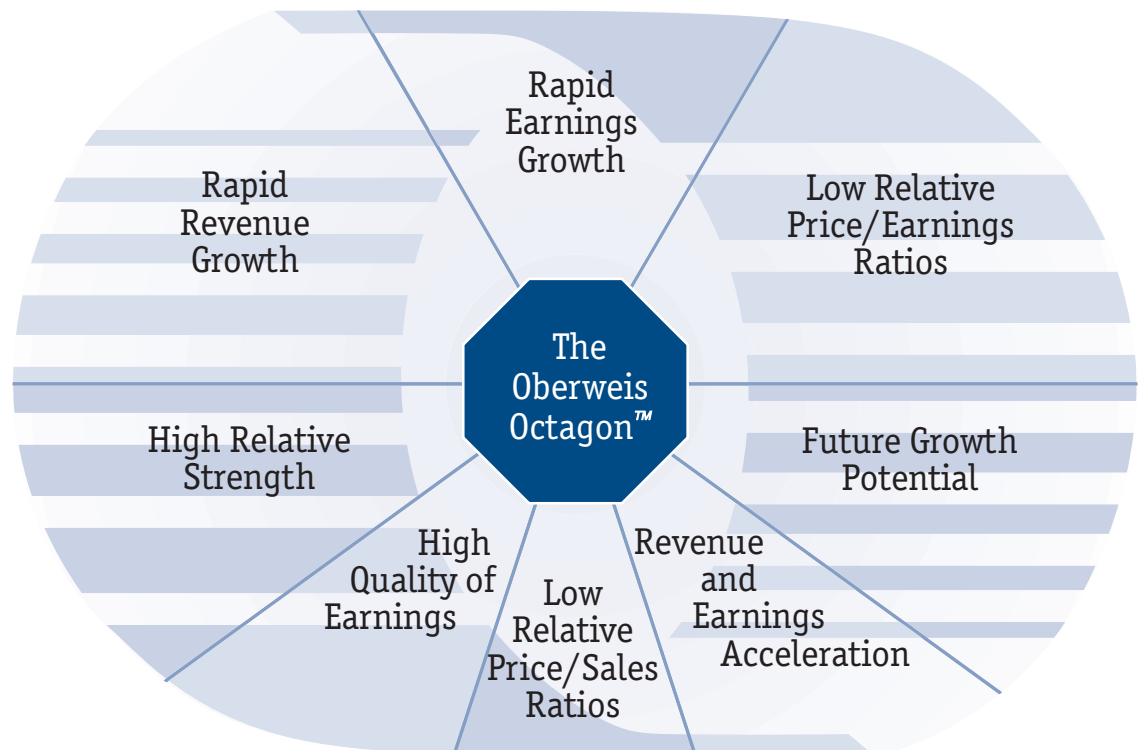 Rapid
Earnings
Growth
Low Relative
Price/Earnings
Ratios
Rapid
Revenue
Growth
The
Oberweis
Octagon™
High Relative
Strength
Future Growth
Potential
High
Quality of
Earnings
Low
Relative
Price/Sales
Ratios
Revenue
and
Earnings
Acceleration